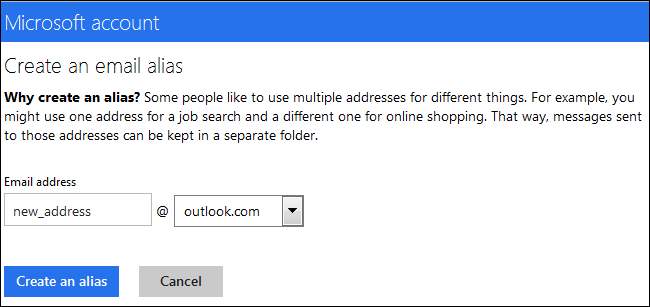 Microsoft account
Create an email alias
Why create an alias? Some people like to use multiple addresses for different things. For example, you
might use one address for a job search and a different one for online shopping. That way, messages sent
to those addresses can be kept in a separate folder.
Email address
new_address @ outlook.com
Create an alias Cancel